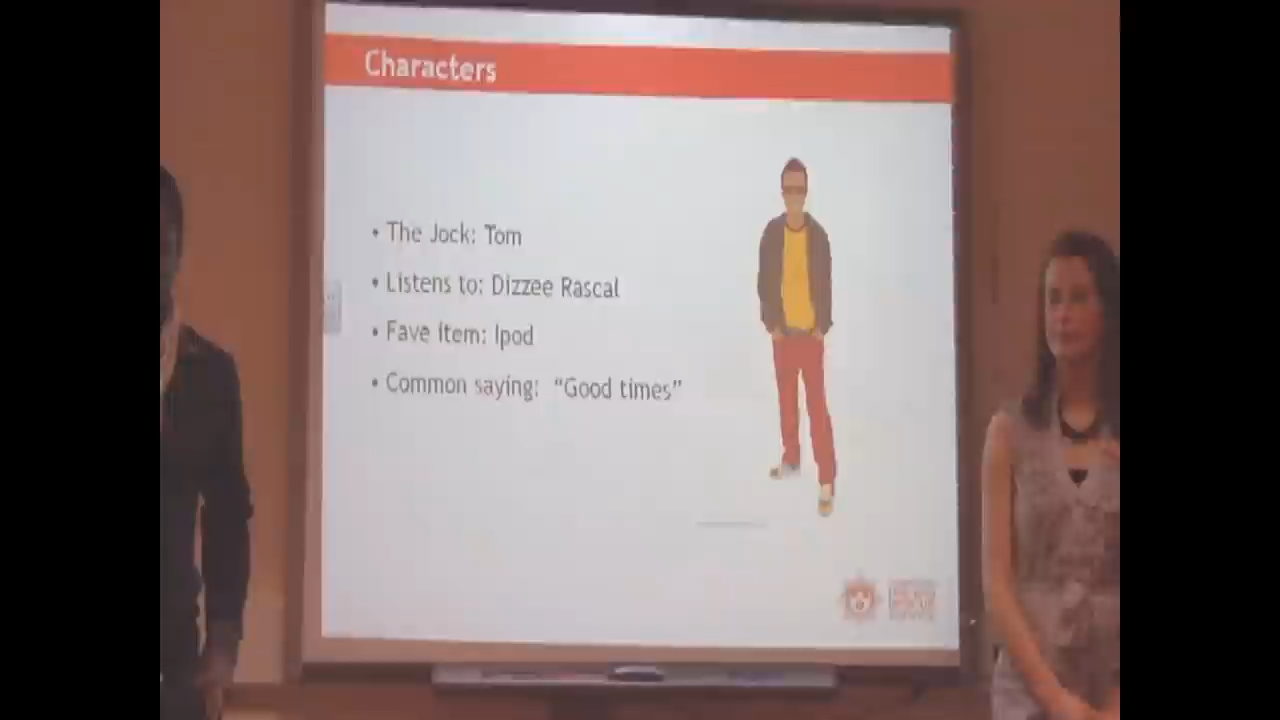 Characters
• The Jock: Tom
• Listens to: Dizzee Rascal
• Fave item: Ipod
• Common saying: “Good times”